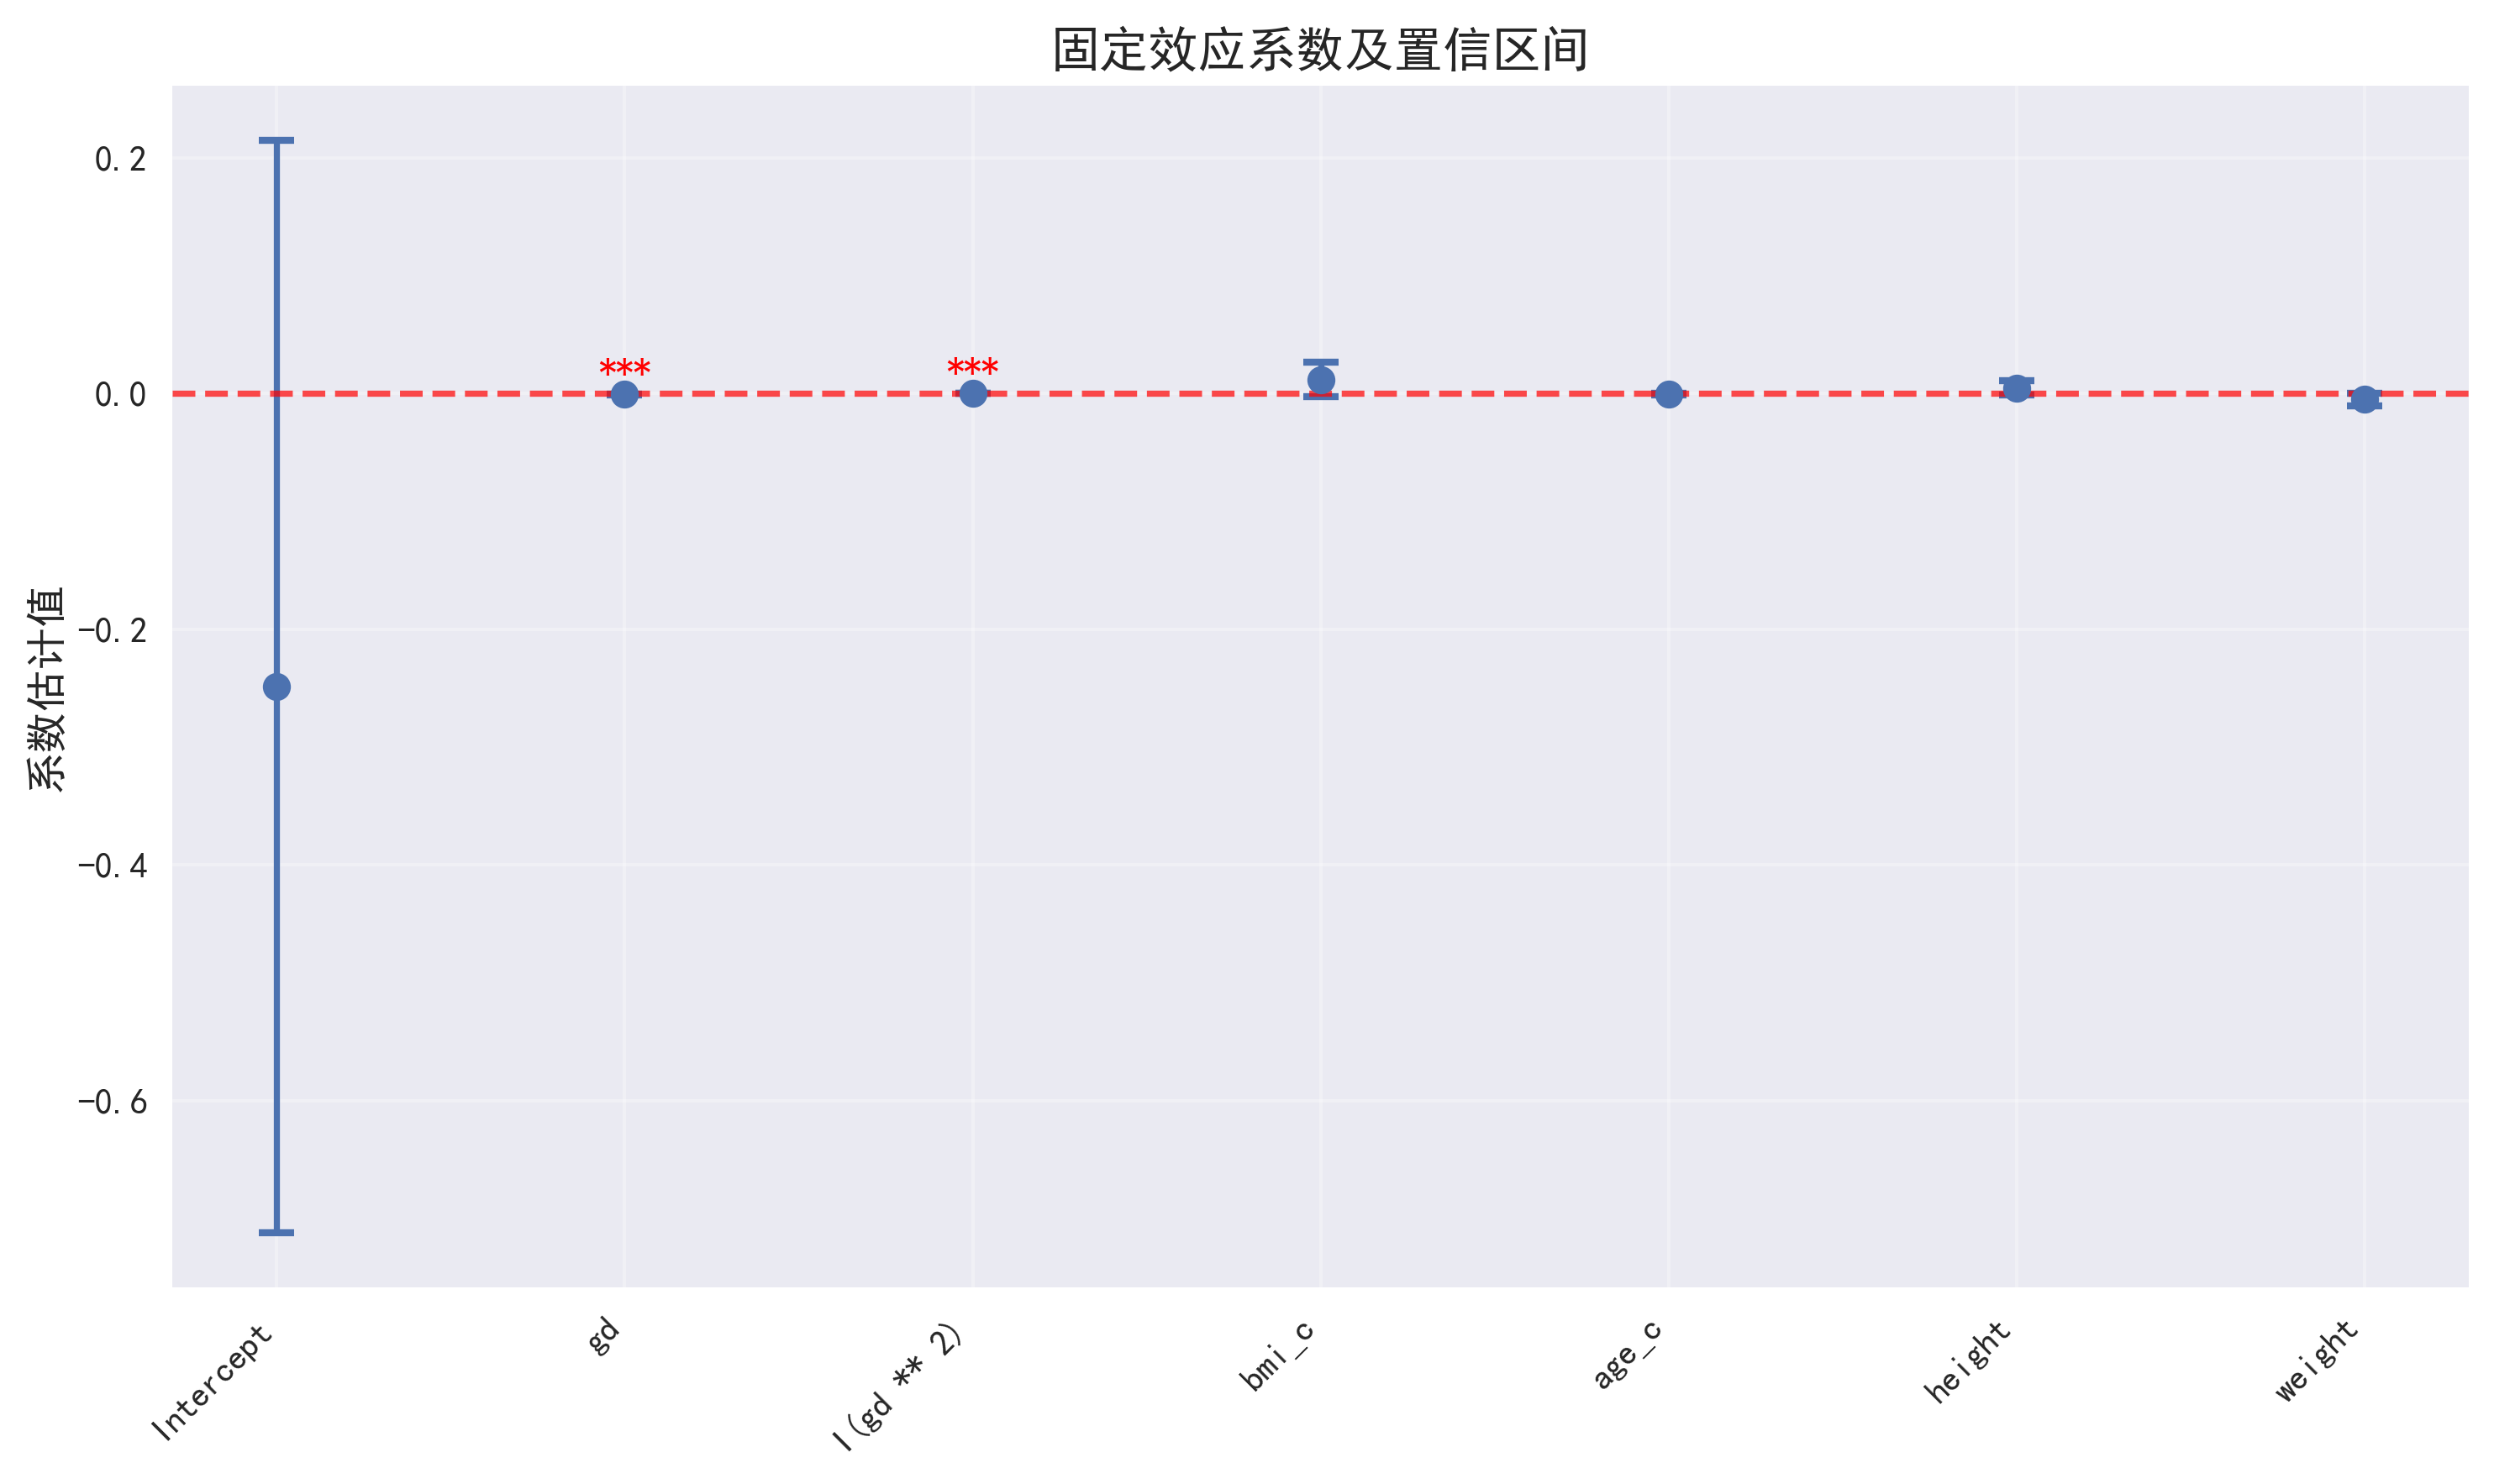 固定效应系数及置信区间
系数估计值
0.2
0.0
-0.2
-0.4
-0.6
***
***
Intercept
gd
I(gd ** 2)
bmi_c
age_c
height
weight